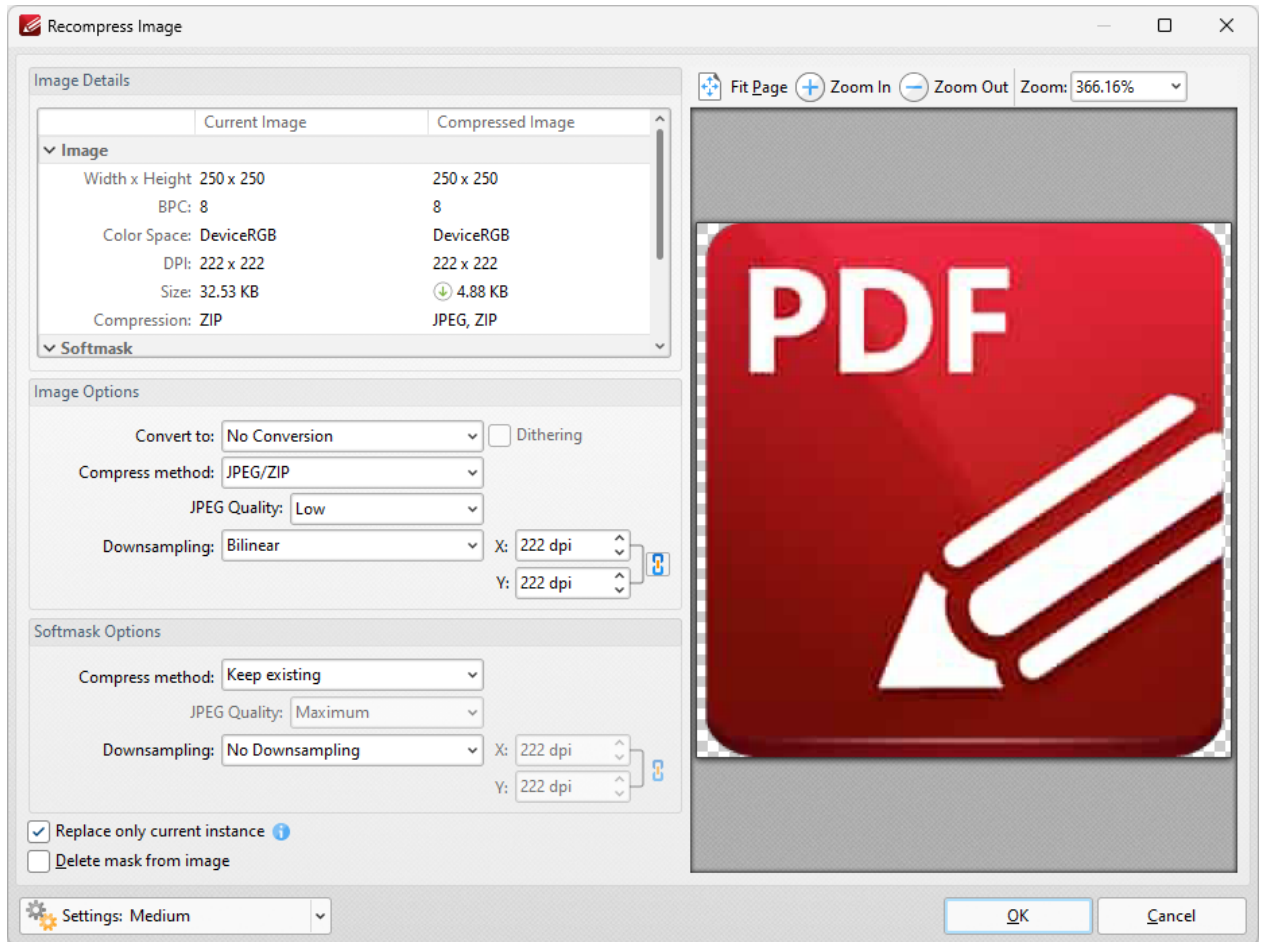 Recompress Image
Image Details
Current Image Compressed Image
Image
Width x Height 250 x 250 250 x 250
BPC: 8 8
Color Space: DeviceRGB DeviceRGB
DPI: 222 x 222 222 x 222
Size: 32.53 KB 4.88 KB
Compression: ZIP JPEG, ZIP
Softmask
Image Options
Convert to: No Conversion Dithering
Compress method: JPEG/ZIP
JPEG Quality: Low
Downsampling: Bilinear X: 222 dpi
Y: 222 dpi
Softmask Options
Compress method: Keep existing
JPEG Quality: Maximum
Downsampling: No Downsampling X: 222 dpi
Y: 222 dpi
Replace only current instance
Delete mask from image
Settings: Medium
Fit Page Zoom In Zoom Out Zoom: 366.16%
PDF
OK Cancel